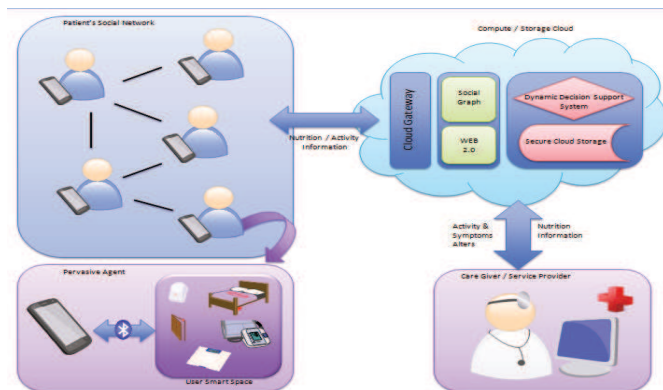 Patient's Social Network
Compute / Storage Cloud
Cloud Gateway
Social
Graph
WEB
2.0
Dynamic Decision Support
System
Secure Cloud Storage
Nutrition / Activity
Information
Activity &
Symptoms
Alters
Nutrition
Information
Pervasive Agent
User Smart Space
Care Giver / Service Provider